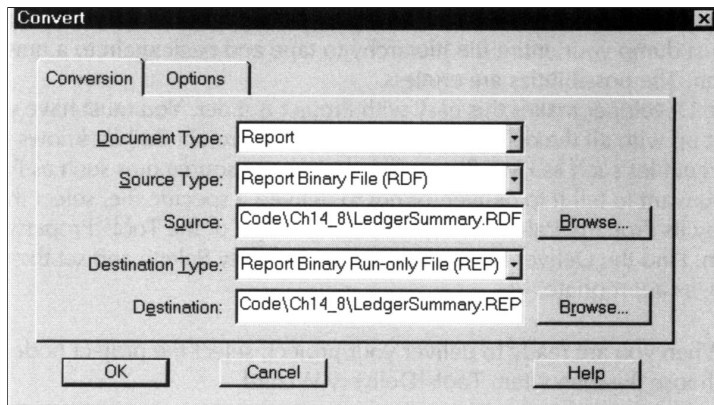 Convert
Conversion Options
Document Type: Report
Source Type: Report Binary File (RDF)
Source: Code\Ch14_8\LedgerSummary.RDF Browse...
Destination Type: Report Binary Run-only File (REP)
Destination: Code\Ch14_8\LedgerSummary.REP Browse...
OK Cancel Help